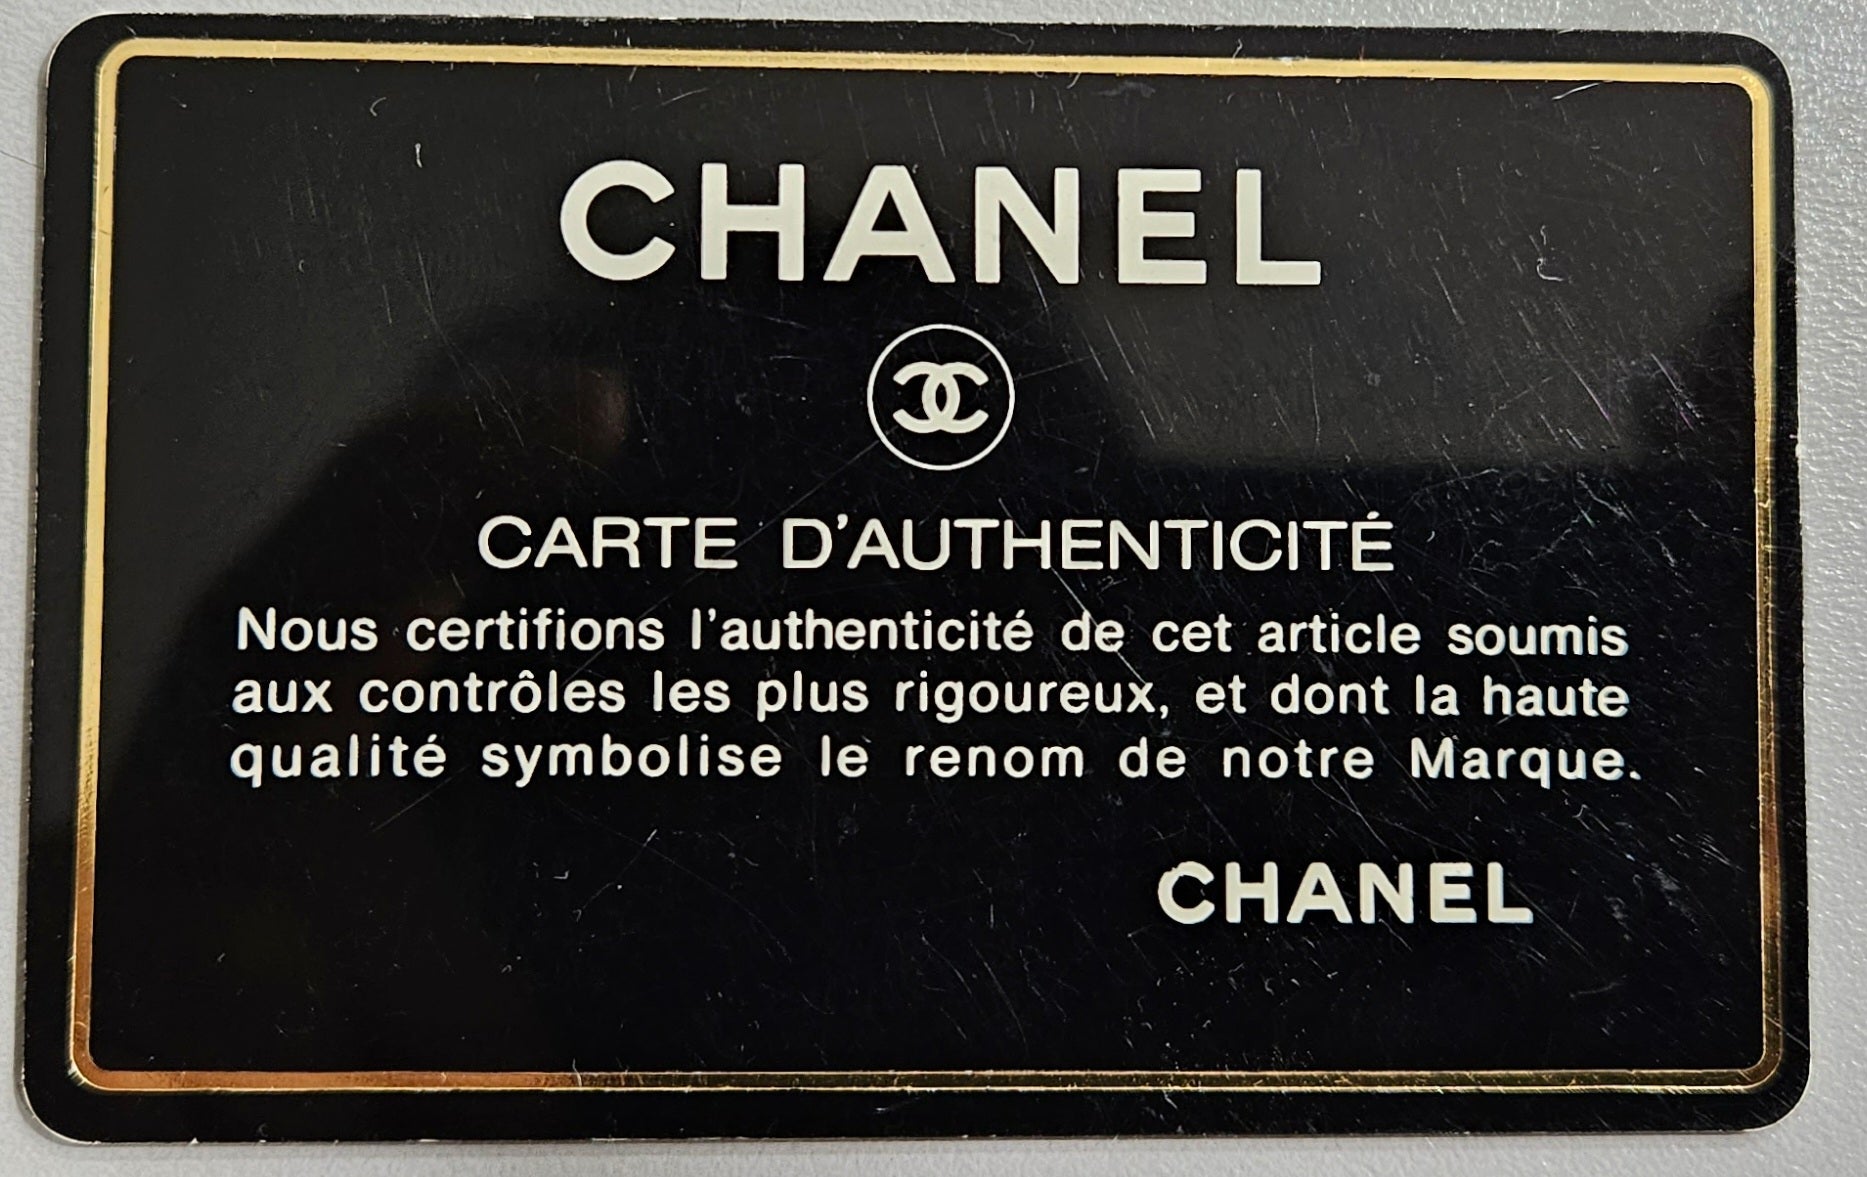 CHANEL
CARTE D'AUTHENTICITÉ
Nous certifions l'authenticité de cet article soumis
aux contrôles les plus rigoureux, et dont la haute
qualité symbolise le renom de notre Marque.
CHANEL